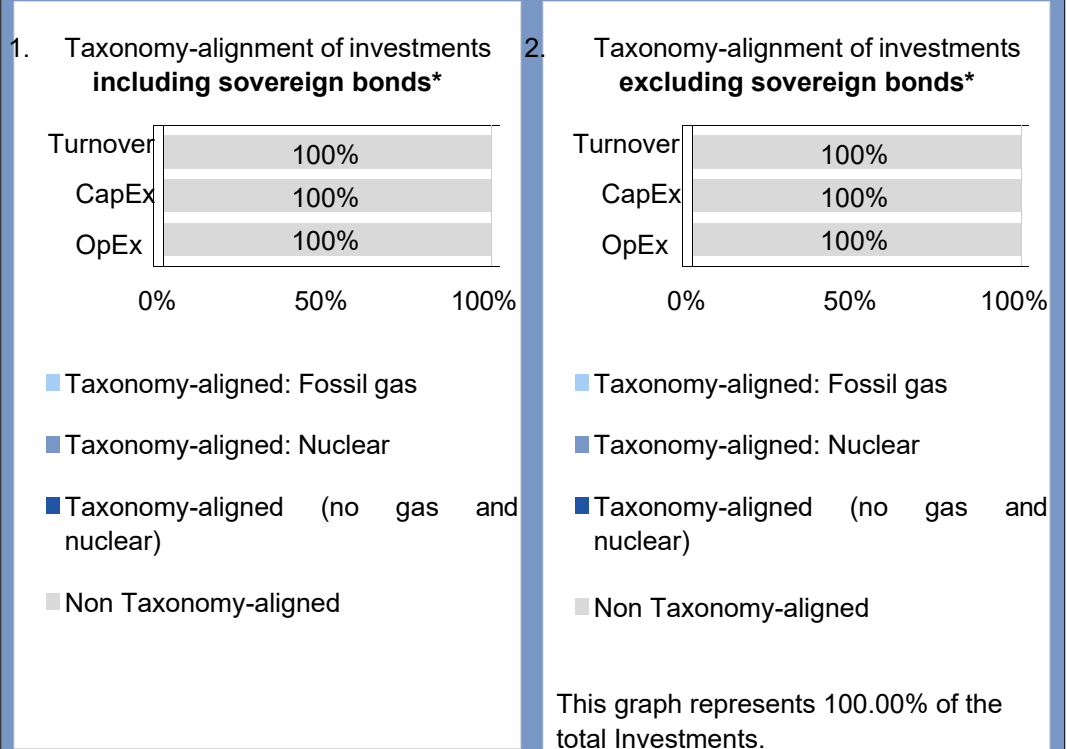 1. Taxonomy-alignment of investments
including sovereign bonds*
Turnover 100%
CapEx 100%
OpEx 100%
0% 50% 100%
Taxonomy-aligned: Fossil gas
Taxonomy-aligned: Nuclear
Taxonomy-aligned (no gas and
nuclear)
Non Taxonomy-aligned
2. Taxonomy-alignment of investments
excluding sovereign bonds*
Turnover 100%
CapEx 100%
OpEx 100%
0% 50% 100%
Taxonomy-aligned: Fossil gas
Taxonomy-aligned: Nuclear
Taxonomy-aligned (no gas and
nuclear)
Non Taxonomy-aligned
This graph represents 100.00% of the
total Investments.